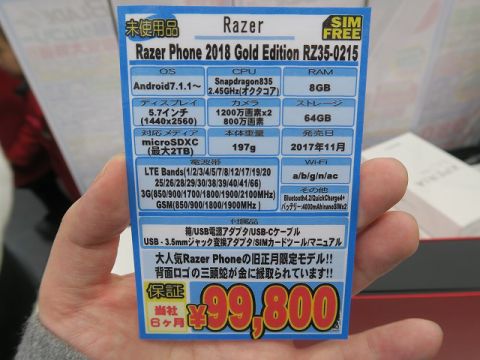 未使用品
Razer
SIM FREE
Razer Phone 2018 Gold Edition RZ35-0215
OS
CPU
RAM
Android7.1.1～
Snapdragon835
2.45GHz(オクタコア)
8GB
ディスプレイ
カメラ
ストレージ
5.7インチ
(1440x2560)
1200万画素x2
800万画素
64GB
対応メディア
本体重量
発売日
microSDXC
(最大2TB)
197g
2017年11月
電波帯
Wi-Fi
LTE Bands(1/2/3/4/5/7/8/12/17/19/20
25/26/28/29/30/38/39/40/41/66)
3G(850/900/1700/1800/1900/2100MHz)
GSM(850/900/1800/1900MHz)
a/b/g/n/ac
その他
Bluetooth4.2/QuickCharge4+
バッテリー:4000mAh/nanoSIMx2
付属品
箱/USB電源アダプタ/USB-Cケーブル
USB - 3.5mmジャック変換アダプタ/SIMカードツール/マニュアル
大人気Razer Phoneの旧正月限定モデル!!
背面ロゴの三頭蛇が金に縁取られています!!
保証
当社
6ヶ月
¥99,800